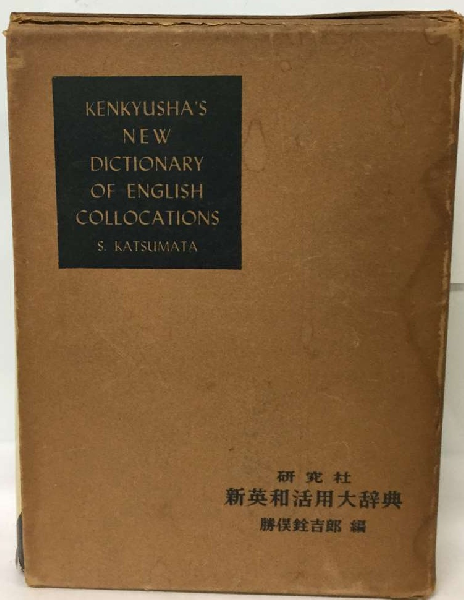 KENKYUSHA'S
NEW
DICTIONARY
OF ENGLISH
COLLOCATIONS
S. KATSUMATA
研究社
新英和活用大辞典
勝俣銓吉郎 編